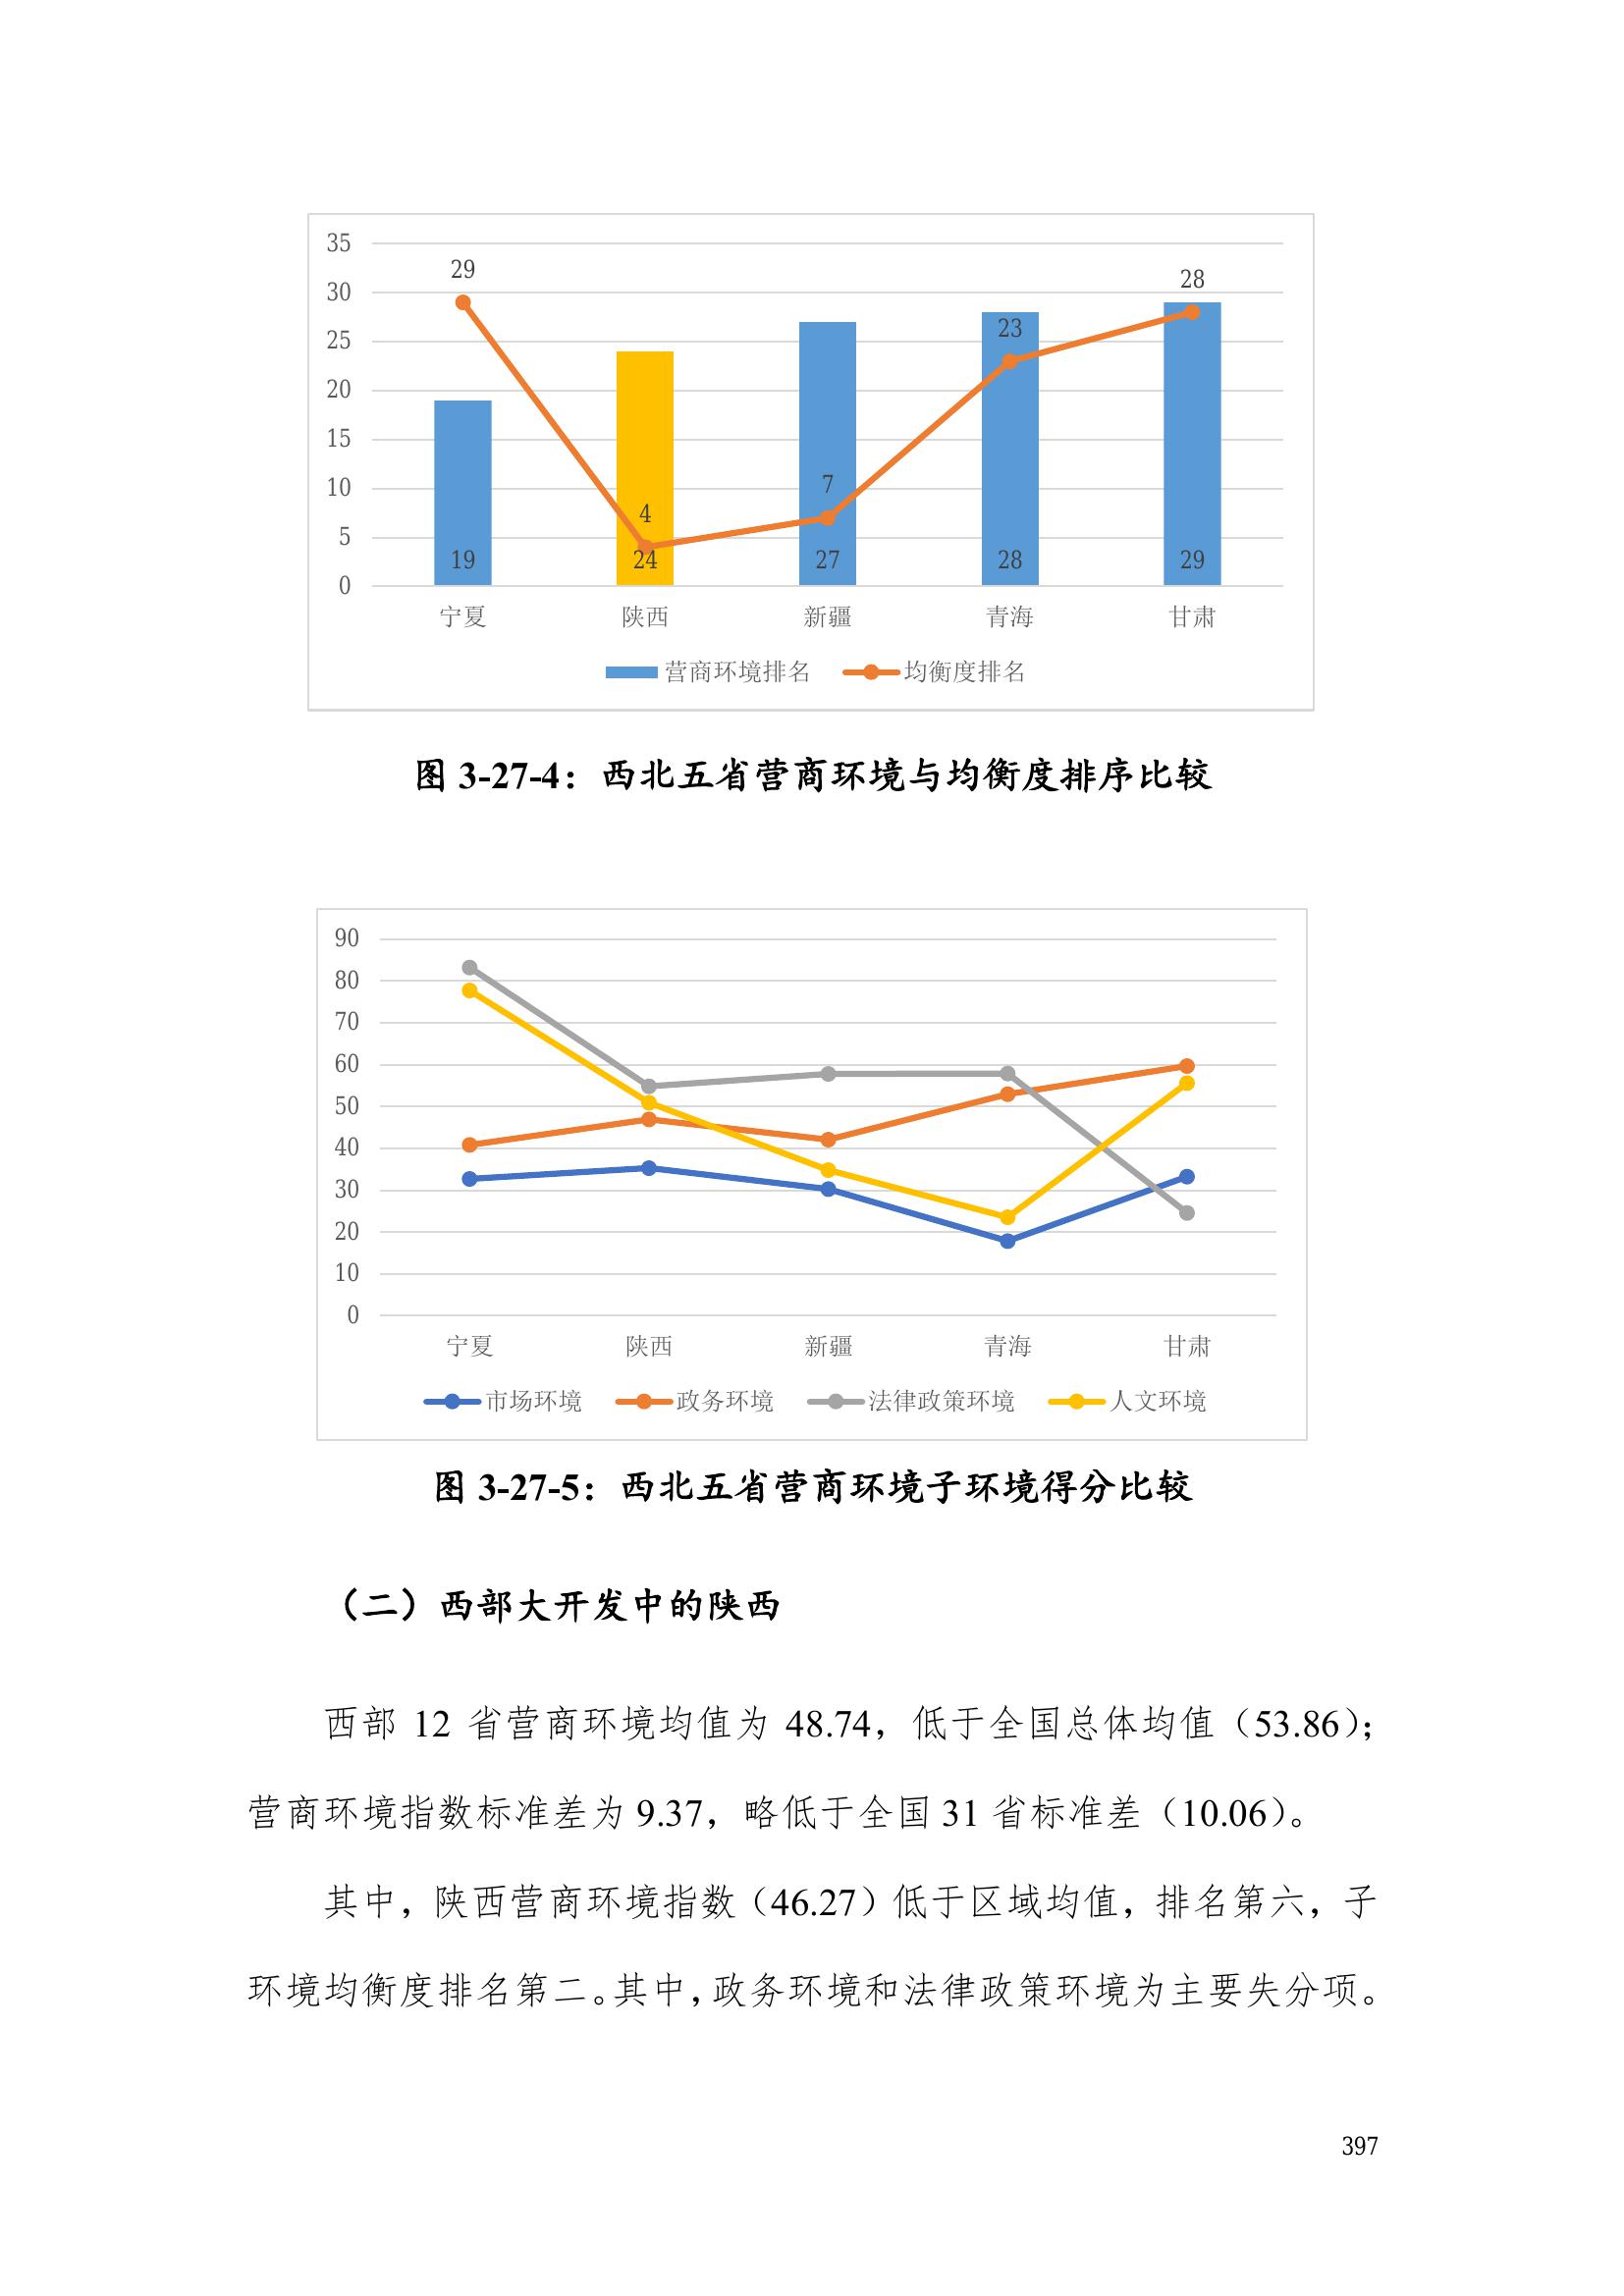 35
30
25
20
15
10
5
0
29
4
7
23
28
19
24
27
28
29
宁夏 陕西 新疆 青海 甘肃
营商环境排名 均衡度排名
图 3-27-4：西北五省营商环境与均衡度排序比较
90
80
70
60
50
40
30
20
10
0
宁夏 陕西 新疆 青海 甘肃
市场环境 政务环境 法律政策环境 人文环境
图 3-27-5：西北五省营商环境子环境得分比较
（二）西部大开发中的陕西
西部 12 省营商环境均值为 48.74，低于全国总体均值（53.86）；
营商环境指数标准差为 9.37，略低于全国 31 省标准差（10.06）。
其中，陕西营商环境指数（46.27）低于区域均值，排名第六，子
环境均衡度排名第二。其中，政务环境和法律政策环境为主要失分项。
397